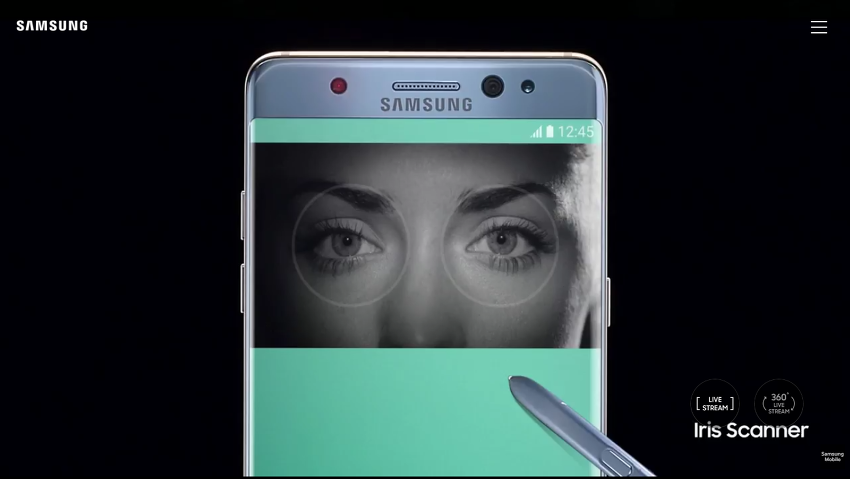 SAMSUNG
SAMSUNG
12:45
LIVE
STREAM
360°
LIVE
STREAM
Iris Scanner
Samsung
Mobile